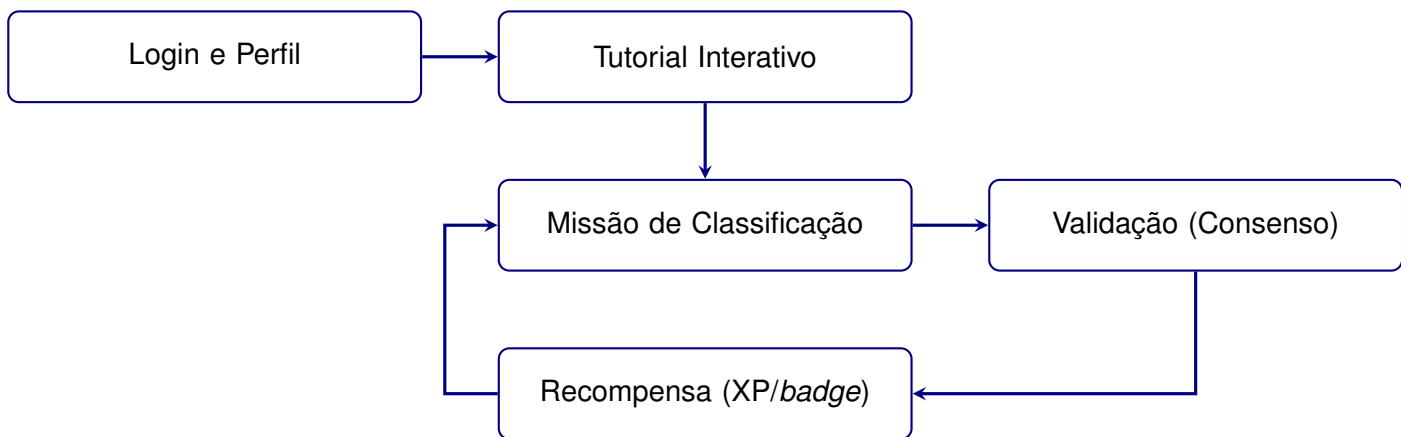 Login e Perfil
Tutorial Interativo
Missão de Classificação
Validação (Consenso)
Recompensa (XP/badge)